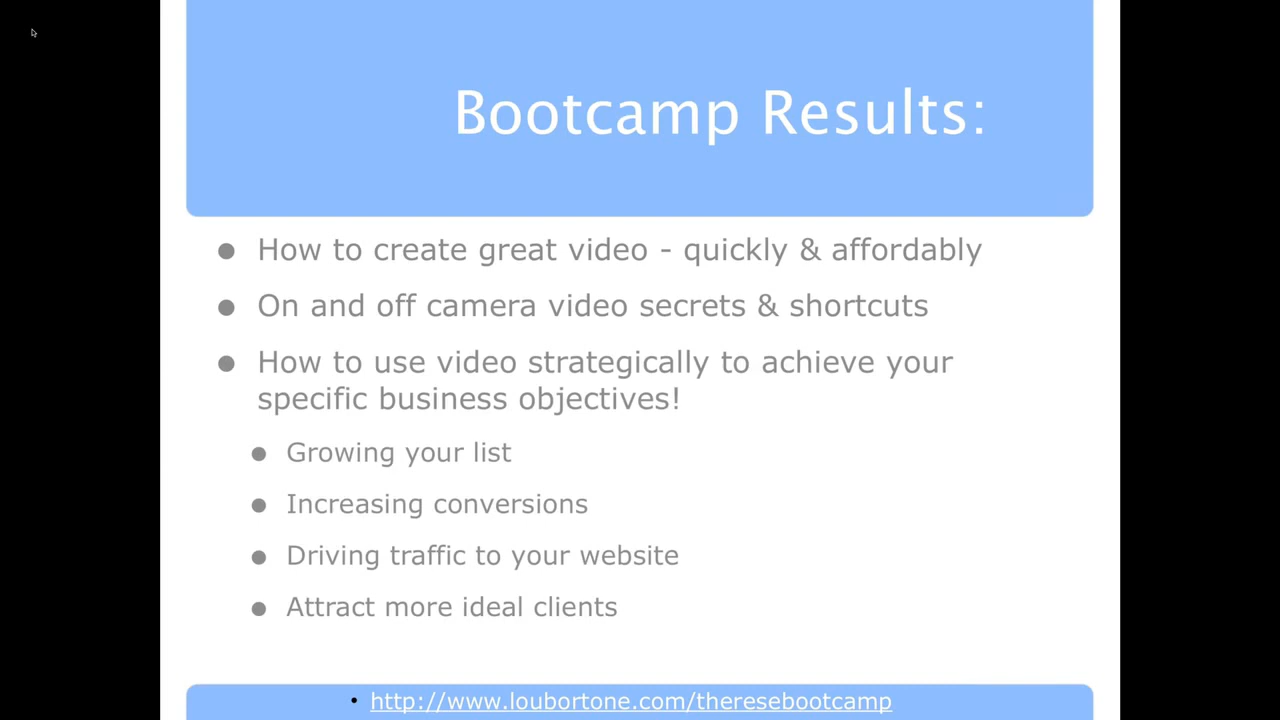 Bootcamp Results:
● How to create great video - quickly & affordably
● On and off camera video secrets & shortcuts
● How to use video strategically to achieve your
specific business objectives!
● Growing your list
● Increasing conversions
● Driving traffic to your website
● Attract more ideal clients
• http://www.loubortone.com/theresebootcamp